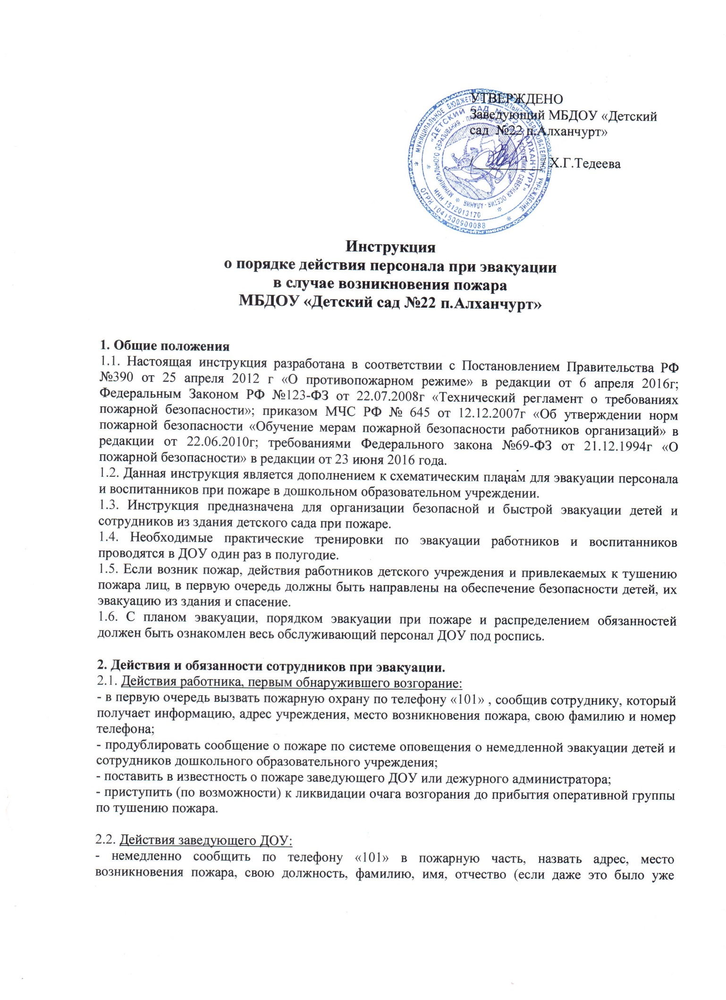 УТВЕРЖДЕНО
Заведующий МБДОУ «Детский
сад №22 п.Алханчурт»
/__________/ Х.Г.Тедеева
МУНИЦИПАЛЬНОЕ БЮДЖЕТНОЕ ДОШКОЛЬНОЕ ОБРАЗОВАТЕЛЬНОЕ УЧРЕЖДЕНИЕ
ОГРН 1041500900088
"ДЕТСКИЙ САД № 22 П. АЛХАНЧУРТ"
ИНН 1512013170
МУНИЦИПАЛЬНОГО ОБРАЗОВАНИЯ - ПРИГОРОДНЫЙ РАЙОН РЕСПУБЛИКИ СЕВЕРНАЯ ОСЕТИЯ - АЛАНИЯ
Инструкция
о порядке действия персонала при эвакуации
в случае возникновения пожара
МБДОУ «Детский сад №22 п.Алханчурт»
1. Общие положения
1.1. Настоящая инструкция разработана в соответствии с Постановлением Правительства РФ
№390 от 25 апреля 2012 г «О противопожарном режиме» в редакции от 6 апреля 2016г;
Федеральным Законом РФ №123-ФЗ от 22.07.2008г «Технический регламент о требованиях
пожарной безопасности»; приказом МЧС РФ № 645 от 12.12.2007г «Об утверждении норм
пожарной безопасности «Обучение мерам пожарной безопасности работников организаций» в
редакции от 22.06.2010г; требованиями Федерального закона №69-ФЗ от 21.12.1994г «О
пожарной безопасности» в редакции от 23 июня 2016 года.
1.2. Данная инструкция является дополнением к схематическим планам для эвакуации персонала
и воспитанников при пожаре в дошкольном образовательном учреждении.
1.3. Инструкция предназначена для организации безопасной и быстрой эвакуации детей и
сотрудников из здания детского сада при пожаре.
1.4. Необходимые практические тренировки по эвакуации работников и воспитанников
проводятся в ДОУ один раз в полугодие.
1.5. Если возник пожар, действия работников детского учреждения и привлекаемых к тушению
пожара лиц, в первую очередь должны быть направлены на обеспечение безопасности детей, их
эвакуацию из здания и спасение.
1.6. С планом эвакуации, порядком эвакуации при пожаре и распределением обязанностей
должен быть ознакомлен весь обслуживающий персонал ДОУ под роспись.
2. Действия и обязанности сотрудников при эвакуации.
2.1. Действия работника, первым обнаружившего возгорание:
- в первую очередь вызвать пожарную охрану по телефону «101» , сообщив сотруднику, который
получает информацию, адрес учреждения, место возникновения пожара, свою фамилию и номер
телефона;
- продублировать сообщение о пожаре по системе оповещения о немедленной эвакуации детей и
сотрудников дошкольного образовательного учреждения;
- поставить в известность о пожаре заведующего ДОУ или дежурного администратора;
- приступить (по возможности) к ликвидации очага возгорания до прибытия оперативной группы
по тушению пожара.
2.2. Действия заведующего ДОУ:
- немедленно сообщить по телефону «101» в пожарную часть, назвать адрес, место
возникновения пожара, свою должность, фамилию, имя, отчество (если даже это было уже